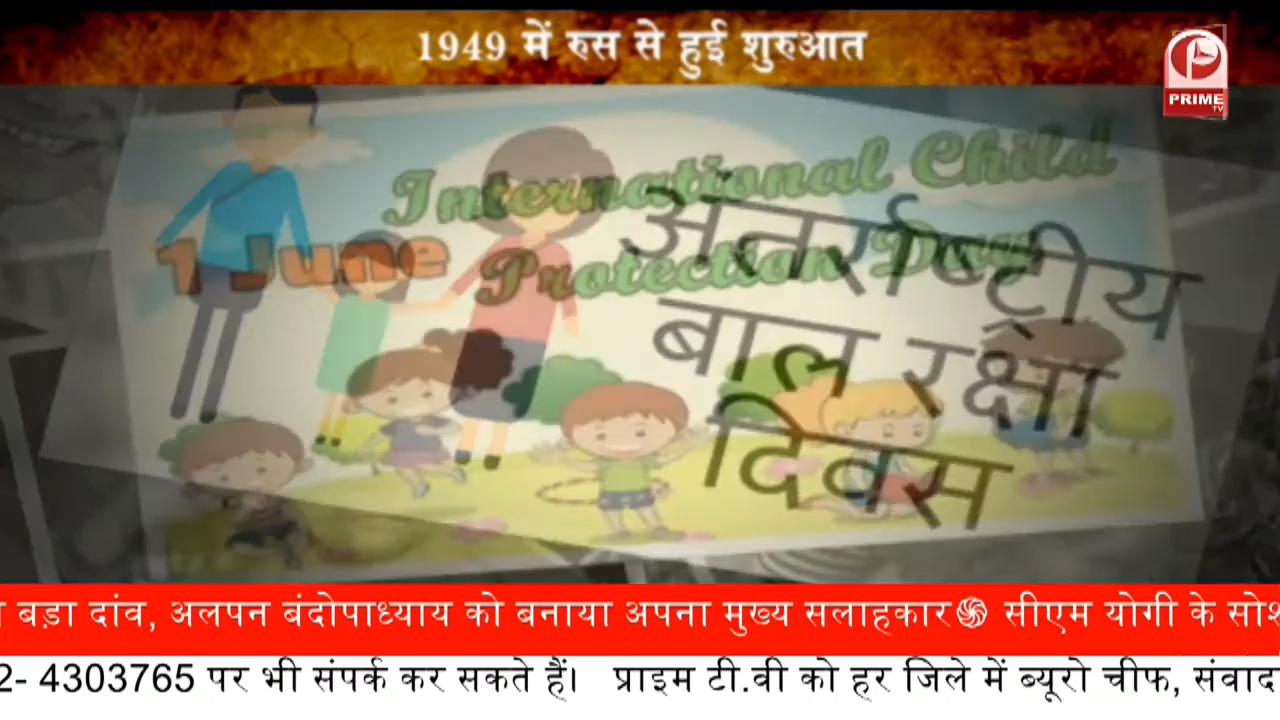 1949 में रुस से हुई शुरुआत
PRIME
TV
International Child
1 June
Protection Day
अंतर्राष्ट्रीय
बाल रक्षा
दिवस
बड़ा दांव, अलपन बंदोपाध्याय को बनाया अपना मुख्य सलाहकार सीएम योगी के
2- 4303765 पर भी संपर्क कर सकते हैं। प्राइम टी.वी को हर जिले में ब्यूरो चीफ,